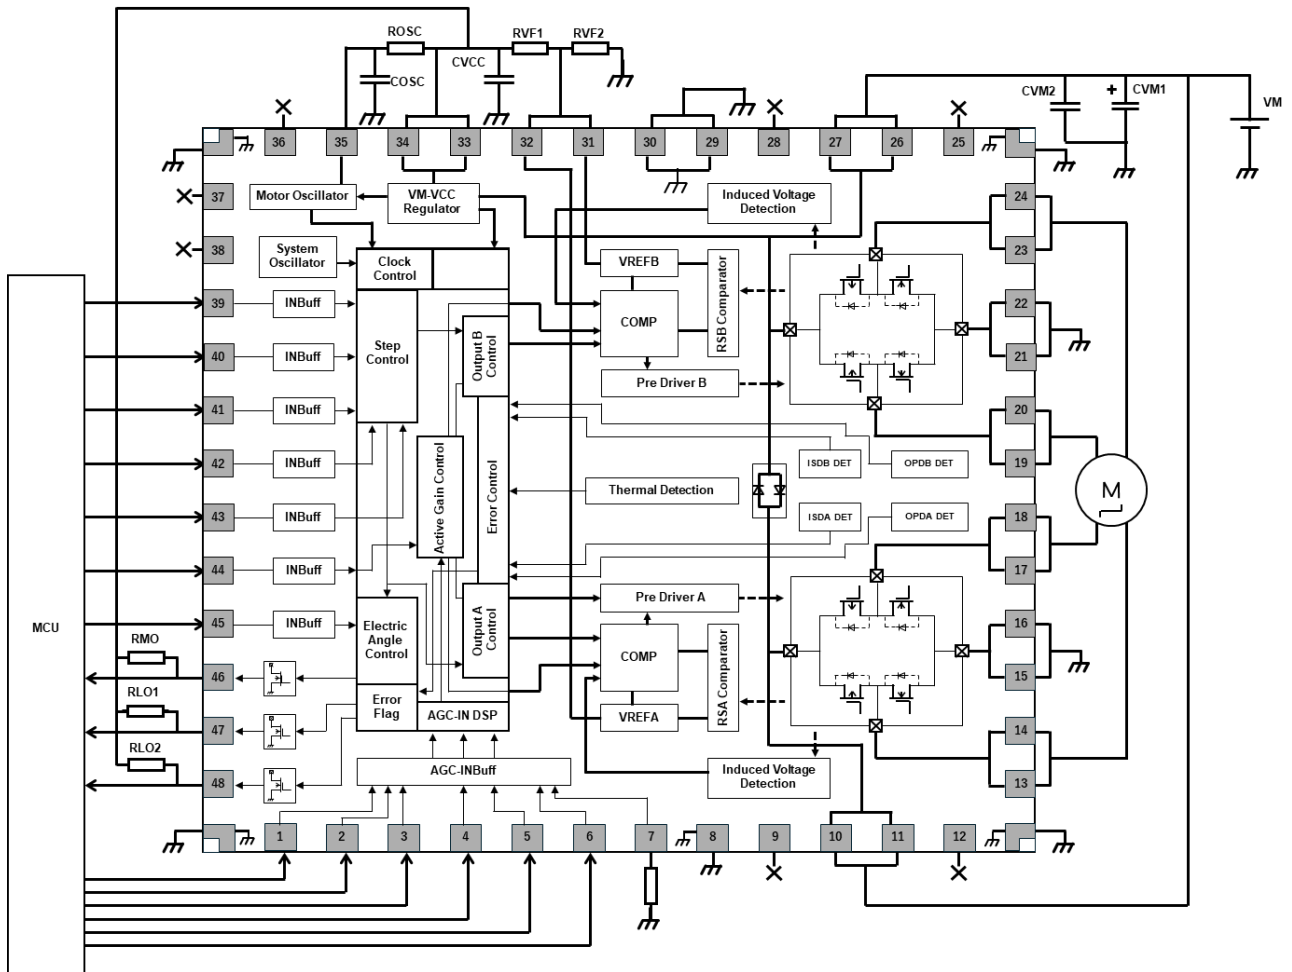 ROSC
RVF1
RVF2
CVCC
COSC
CVM2
+
CVM1
VM
36
35
34
33
32
31
30
29
28
27
26
25
37
Motor Oscillator
VM-VCC
Regulator
Induced Voltage
Detection
24
38
System
Oscillator
Clock
Control
VREFB
RSB Comparator
23
39
INBuff
Step
Control
COMP
Output B
Control
22
40
INBuff
21
Pre Driver B
41
INBuff
20
42
INBuff
Active Gain Control
Error Control
ISDB DET
OPDB DET
19
Thermal Detection
M
43
INBuff
ISDA DET
OPDA DET
18
44
INBuff
17
Pre Driver A
MCU
45
INBuff
Electric
Angle
Control
Output A
Control
COMP
RSA Comparator
16
RMO
46
15
RLO1
47
Error
Flag
AGC-IN DSP
VREFA
14
RLO2
48
AGC-INBuff
Induced Voltage
Detection
13
1
2
3
4
5
6
7
8
9
10
11
12